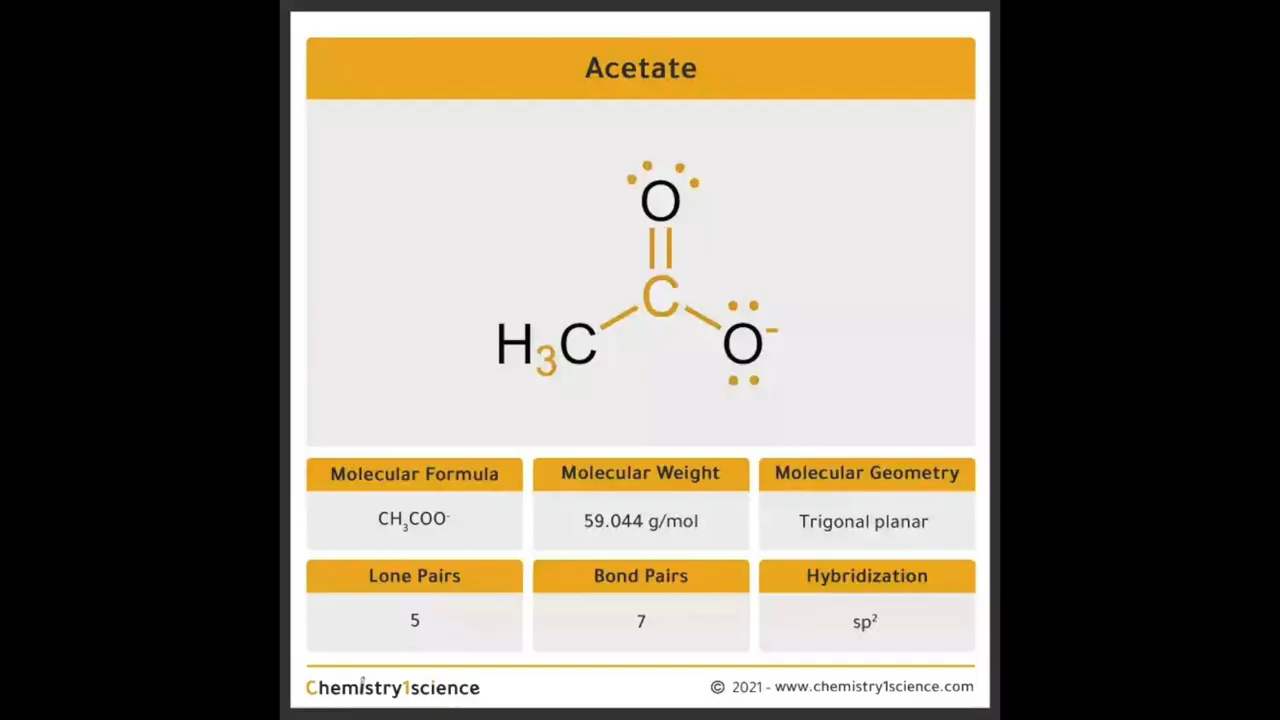 Acetate
O
C
H₃C
O⁻
Molecular Formula
Molecular Weight
Molecular Geometry
CH₃COO⁻
59.044 g/mol
Trigonal planar
Lone Pairs
Bond Pairs
Hybridization
5
7
sp²
Chemistry1science
© 2021 - www.chemistry1science.com